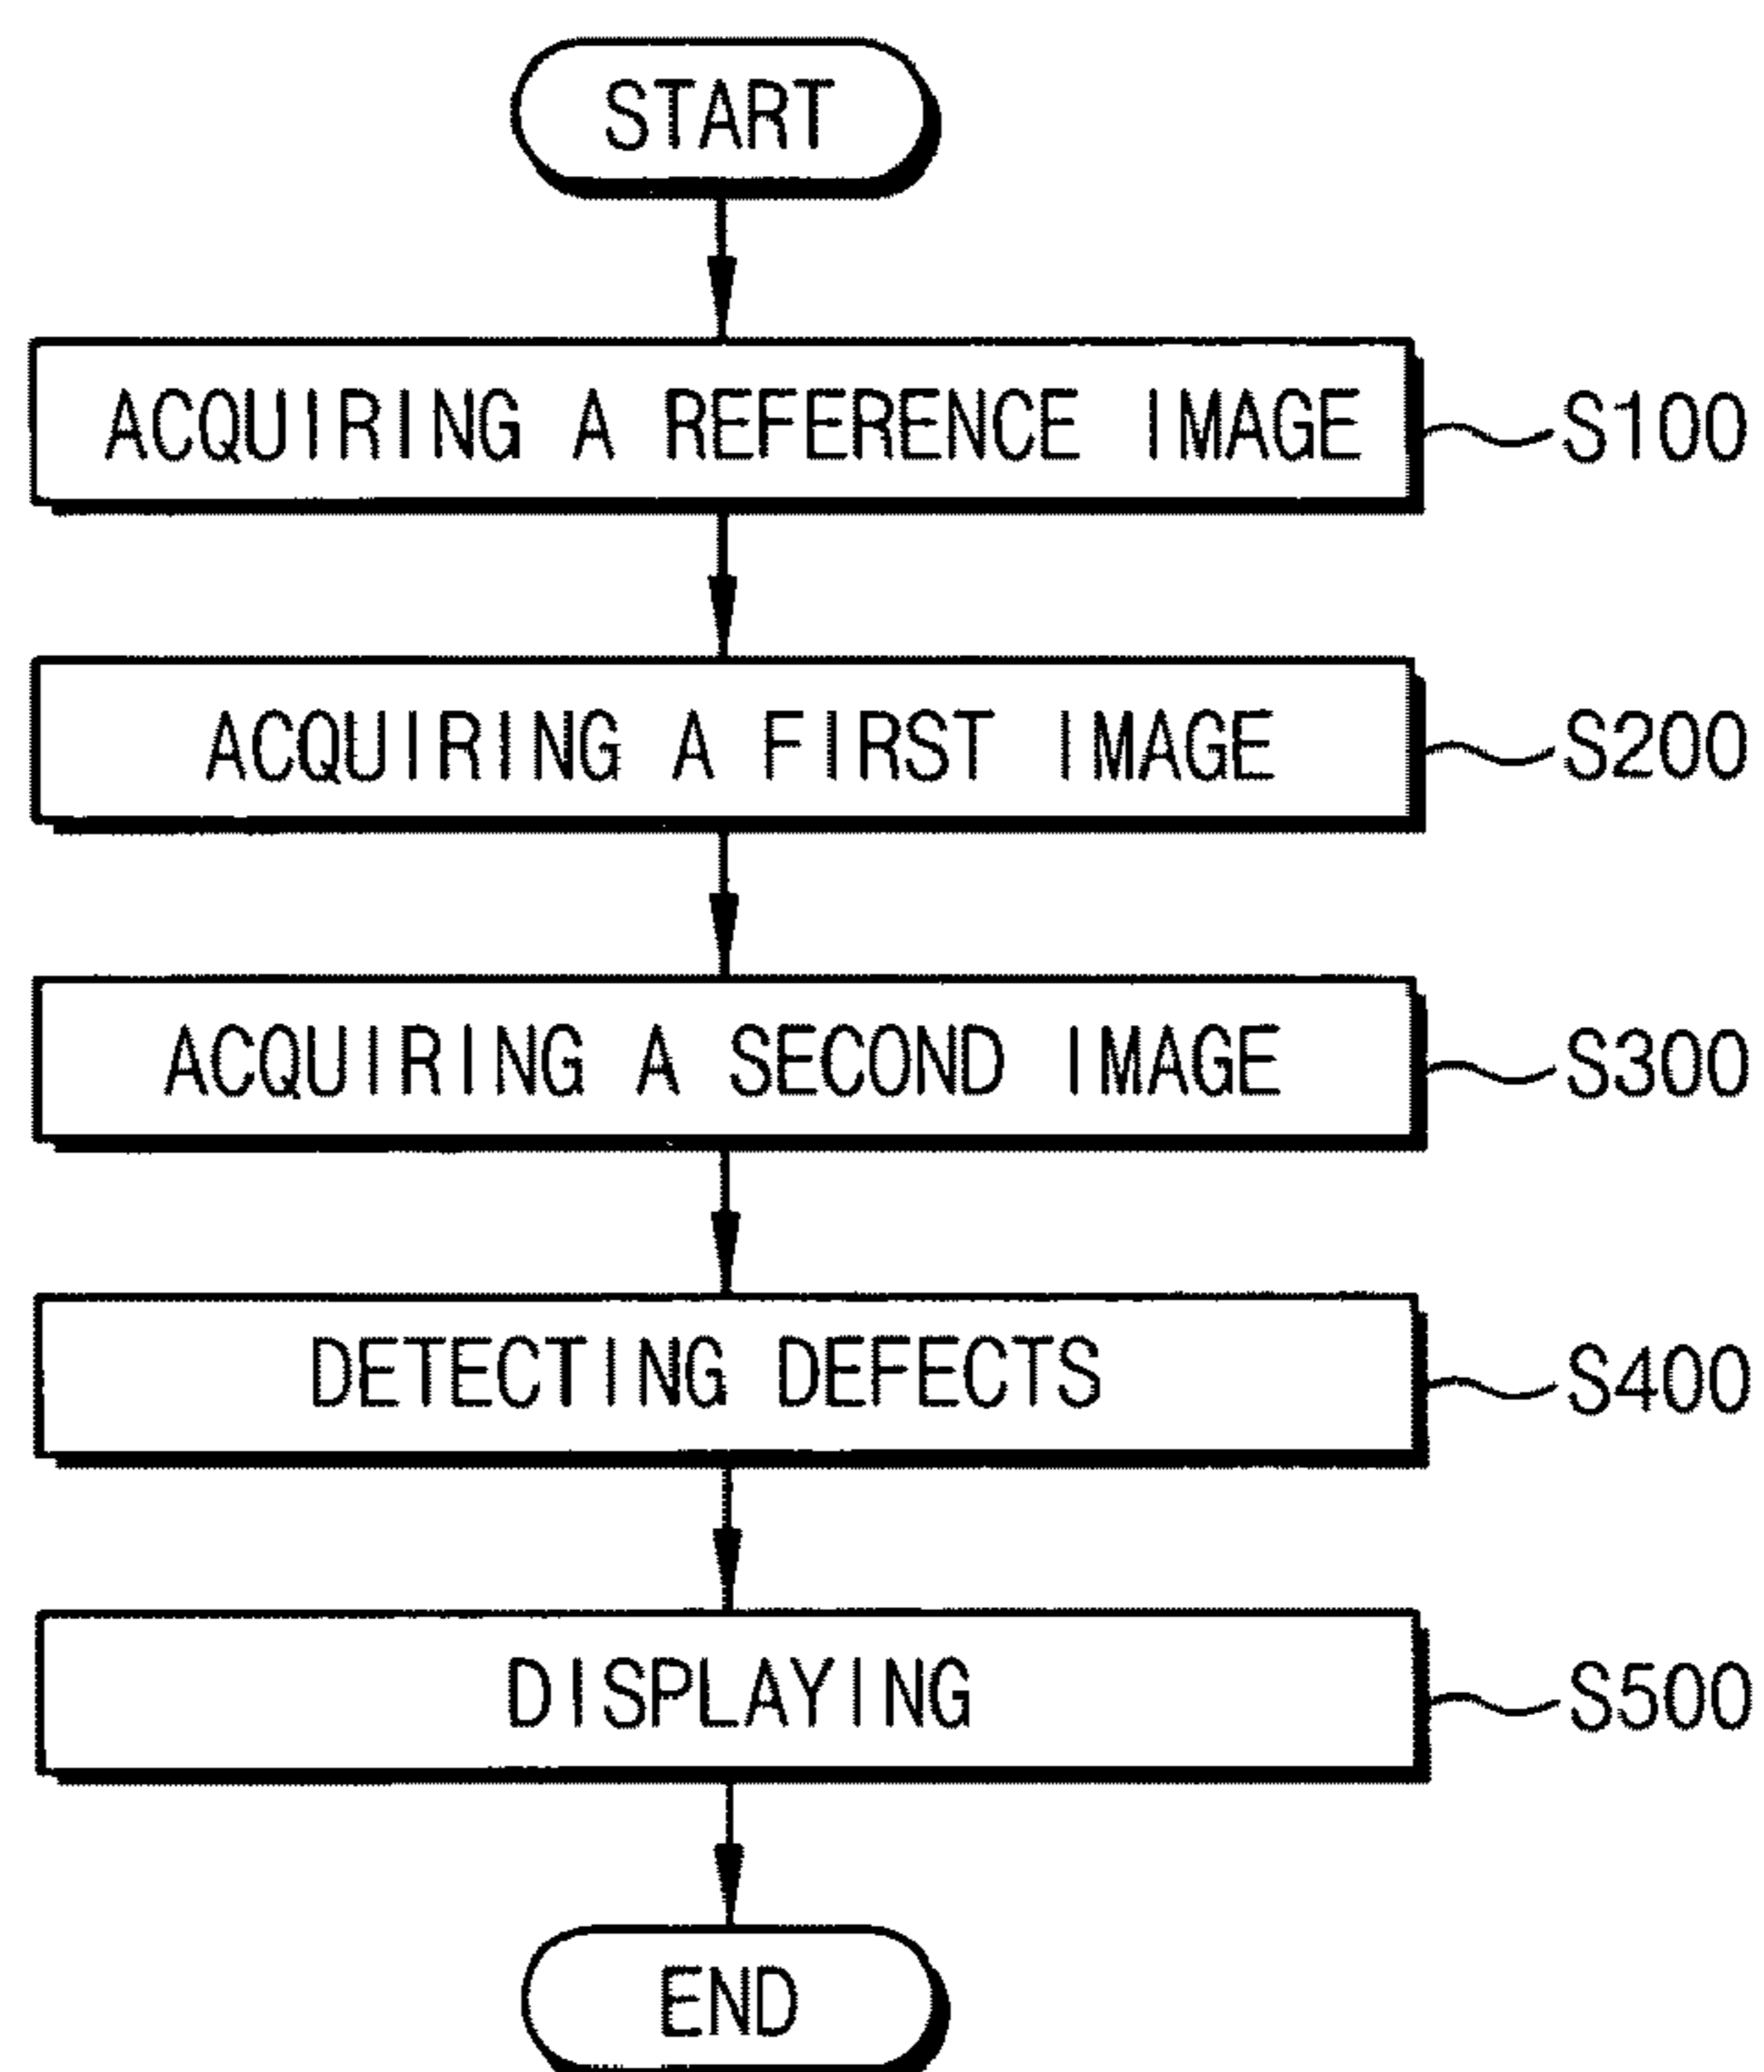 START
ACQUIRING A REFERENCE IMAGE S100
ACQUIRING A FIRST IMAGE S200
ACQUIRING A SECOND IMAGE S300
DETECTING DEFECTS S400
DISPLAYING S500
END